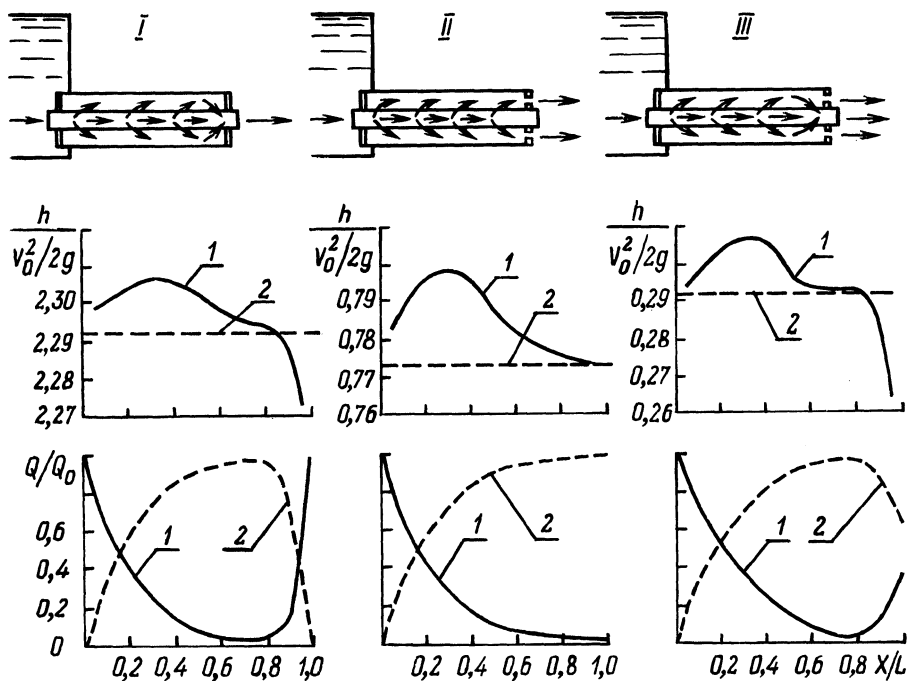 I II III
h/v₀²/2g h/v₀²/2g h/v₀²/2g
1 1 1
2,30 0,79 0,29
2 2 2
2,29 0,78 0,28
2,28 0,77 0,27
2,27 0,76 0,26
Q/Q₀
0,6 1 2 1 2 1 2
0,4
0,2
0
0,2 0,4 0,6 0,8 1,0 0,2 0,4 0,6 0,8 1,0 0,2 0,4 0,6 0,8 X/L